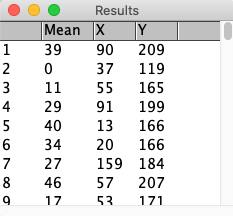 Results
Mean X Y
1 39 90 209
2 0 37 119
3 11 55 165
4 29 91 199
5 40 13 166
6 34 20 166
7 27 159 184
8 46 57 207
9 17 53 171